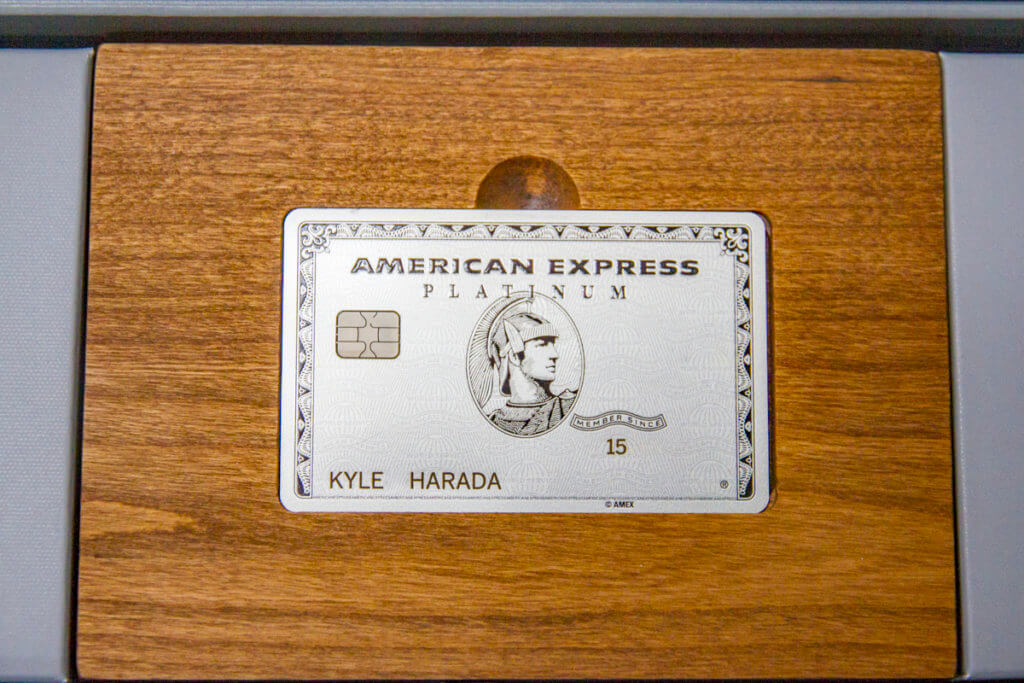 AMERICAN EXPRESS
PLATINUM
MEMBER SINCE
15
KYLE HARADA
®
© AMEX